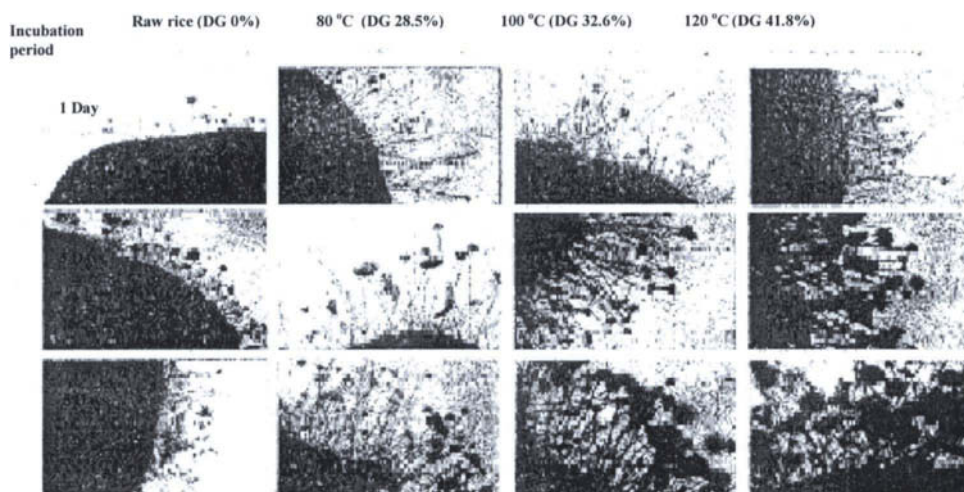 Incubation period
Raw rice (DG 0%)
80 °C (DG 28.5%)
100 °C (DG 32.6%)
120 °C (DG 41.8%)
1 Day